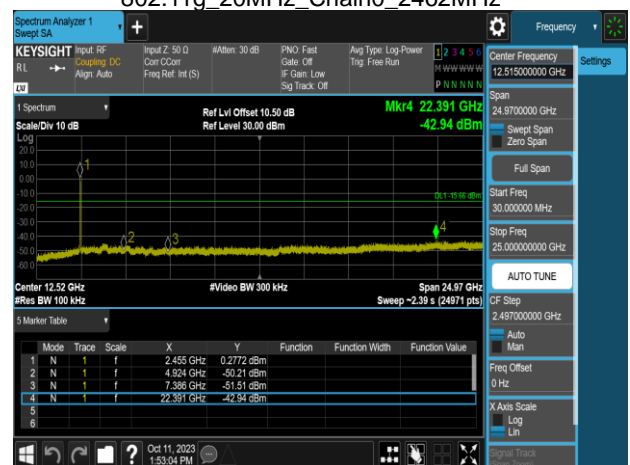 802.11g_20MHz_Chain0_2462MHz
Spectrum Analyzer 1
Swept SA
Frequency
KEYSIGHT
RL
Input: RF
Coupling: DC
Align: Auto
Input Z: 50 Ω
Corr CCorr
Freq Ref: Int (S)
#Atten: 30 dB
PNO: Fast
Gate: Off
IF Gain: Low
Sig Track: Off
Avg Type: Log-Power
Trig: Free Run
1 2 3 4 5 6
M W W W W W
P N N N N N
LXI
1 Spectrum
Scale/Div 10 dB
Ref Lvl Offset 10.50 dB
Ref Level 30.00 dBm
Mkr4 22.391 GHz
-42.94 dBm
Log
20.0
10.0
0.00
-10.0
-20.0
-30.0
-40.0
-50.0
-60.0
1
2
3
4
DL1 -15.66 dBm
Center 12.52 GHz
#Res BW 100 kHz
#Video BW 300 kHz
Span 24.97 GHz
Sweep ~2.39 s (24971 pts)
5 Marker Table
Mode Trace Scale X Y Function Function Width Function Value
1 N 1 f 2.455 GHz 0.2772 dBm
2 N 1 f 4.924 GHz -50.21 dBm
3 N 1 f 7.386 GHz -51.51 dBm
4 N 1 f 22.391 GHz -42.94 dBm
5
6
Oct 11, 2023
1:53:04 PM
Center Frequency
12.515000000 GHz
Settings
Span
24.9700000 GHz
Swept Span
Zero Span
Full Span
Start Freq
30.000000 MHz
Stop Freq
25.000000000 GHz
AUTO TUNE
CF Step
2.497000000 GHz
Auto
Man
Freq Offset
0 Hz
X Axis Scale
Log
Lin
Signal Track